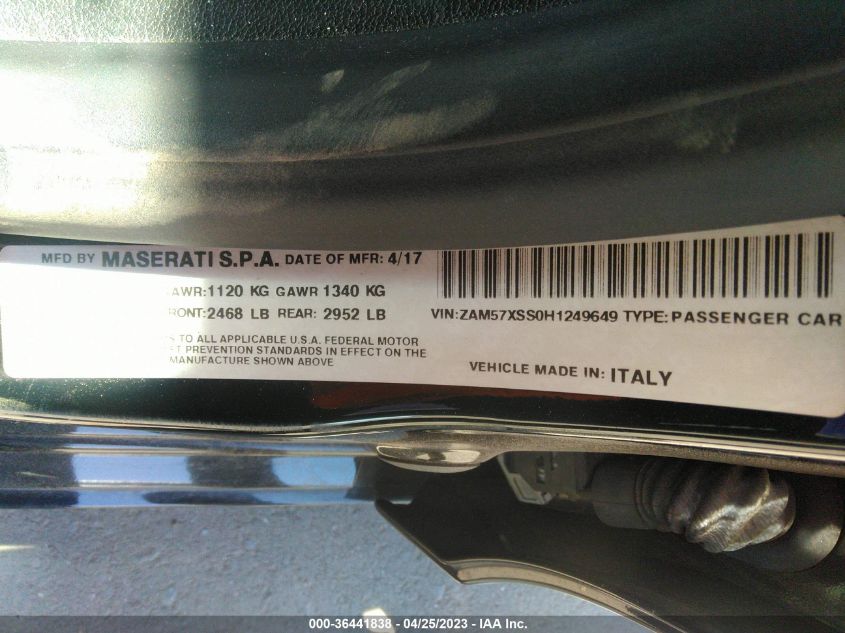 MFD BY MASERATI S.P.A. DATE OF MFR: 4/17
GAWR:1120 KG GAWR 1340 KG
FRONT:2468 LB REAR: 2952 LB
VIN:ZAM57XSS0H1249649 TYPE:PASSENGER CAR
TO ALL APPLICABLE U.S.A. FEDERAL MOTOR
PREVENTION STANDARDS IN EFFECT ON THE
MANUFACTURE SHOWN ABOVE
VEHICLE MADE IN: ITALY
000-36441838 - 04/25/2023 - IAA Inc.